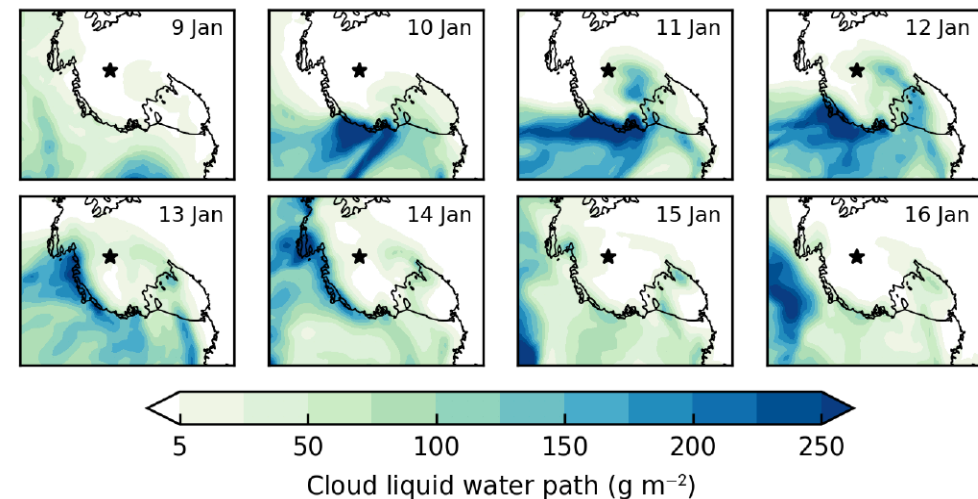 9 Jan
10 Jan
11 Jan
12 Jan
13 Jan
14 Jan
15 Jan
16 Jan
5 50 100 150 200 250
Cloud liquid water path (g m⁻²)